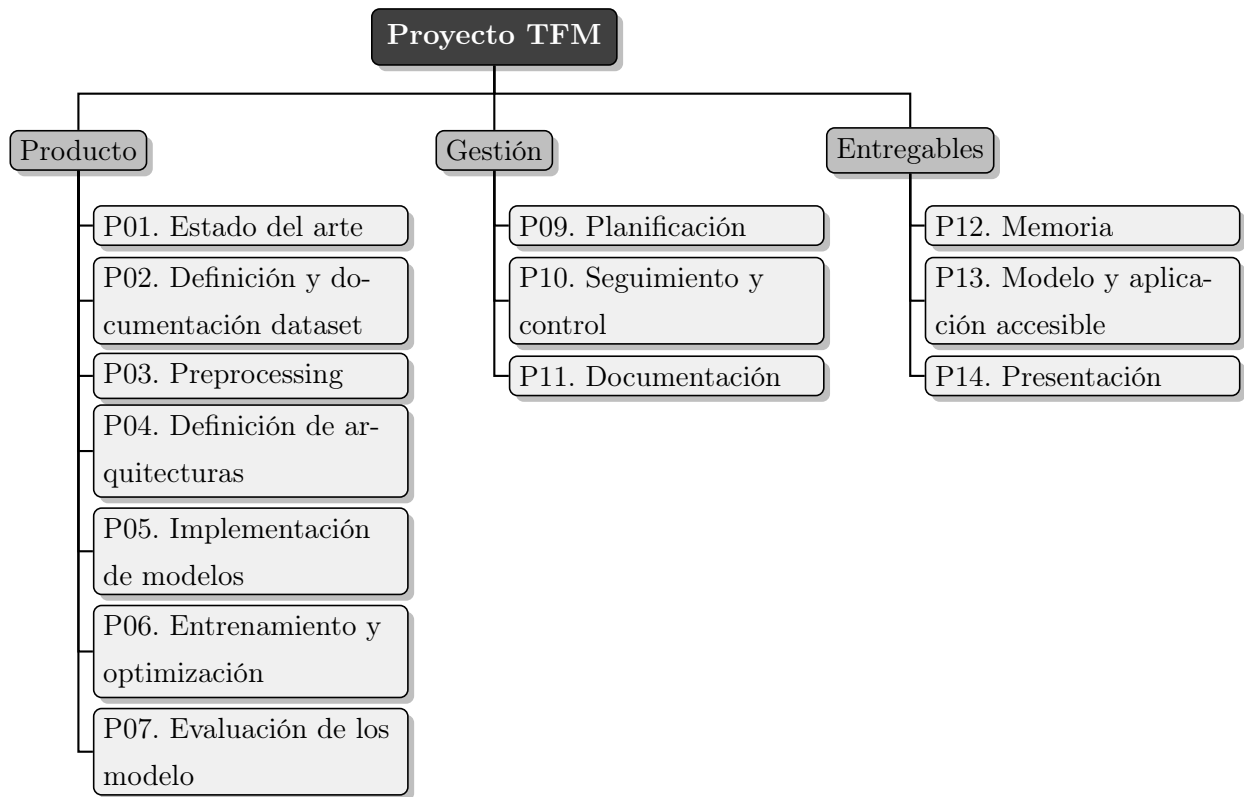 Proyecto TFM
Producto
P01. Estado del arte
P02. Definición y do-
cumentación dataset
P03. Preprocessing
P04. Definición de ar-
quitecturas
P05. Implementación
de modelos
P06. Entrenamiento y
optimización
P07. Evaluación de los
modelo
Gestión
P09. Planificación
P10. Seguimiento y
control
P11. Documentación
Entregables
P12. Memoria
P13. Modelo y aplica-
ción accesible
P14. Presentación